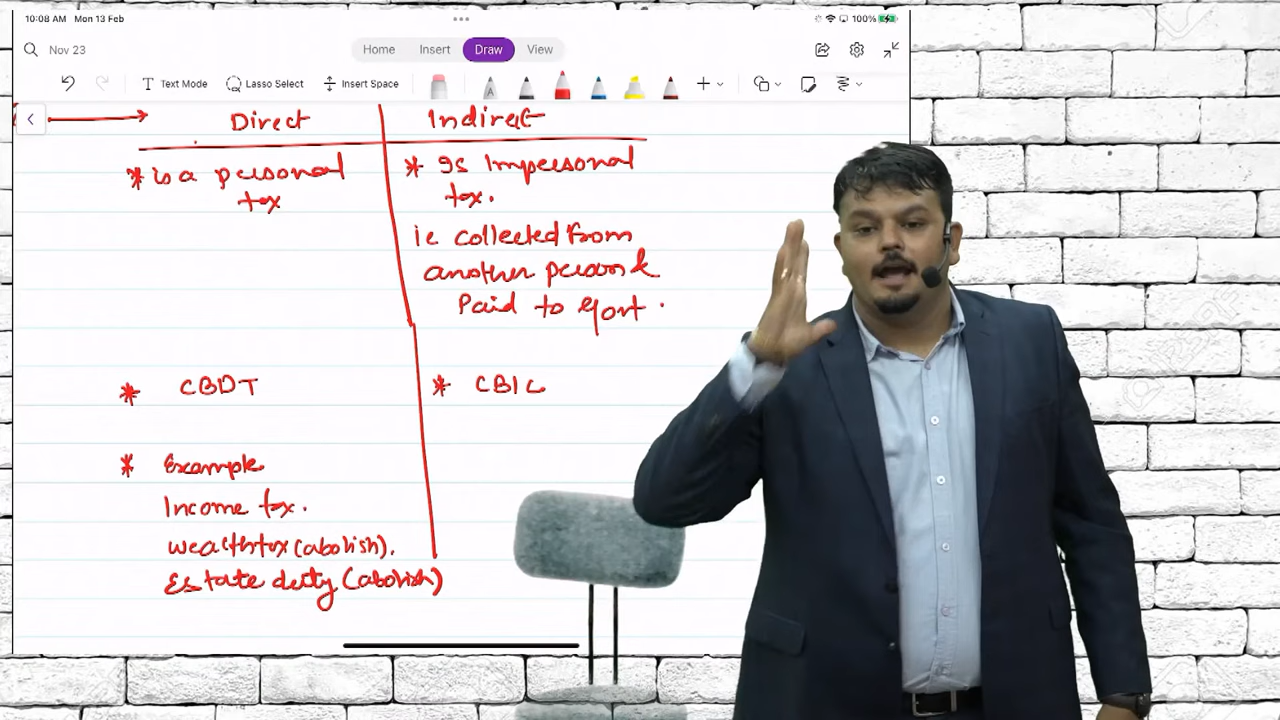 10:08 AM Mon 13 Feb
100%
Nov 23
Home Insert Draw View
Text Mode Lasso Select Insert Space
Direct
Indirect
* is a personal
tax
* Is Impersonal
tax.
ie collected from
another person &
Paid to Govt.
* CBDT
* CBIC
* Example
Income tax.
wealthtax (abolish).
Estate duty (abolish)